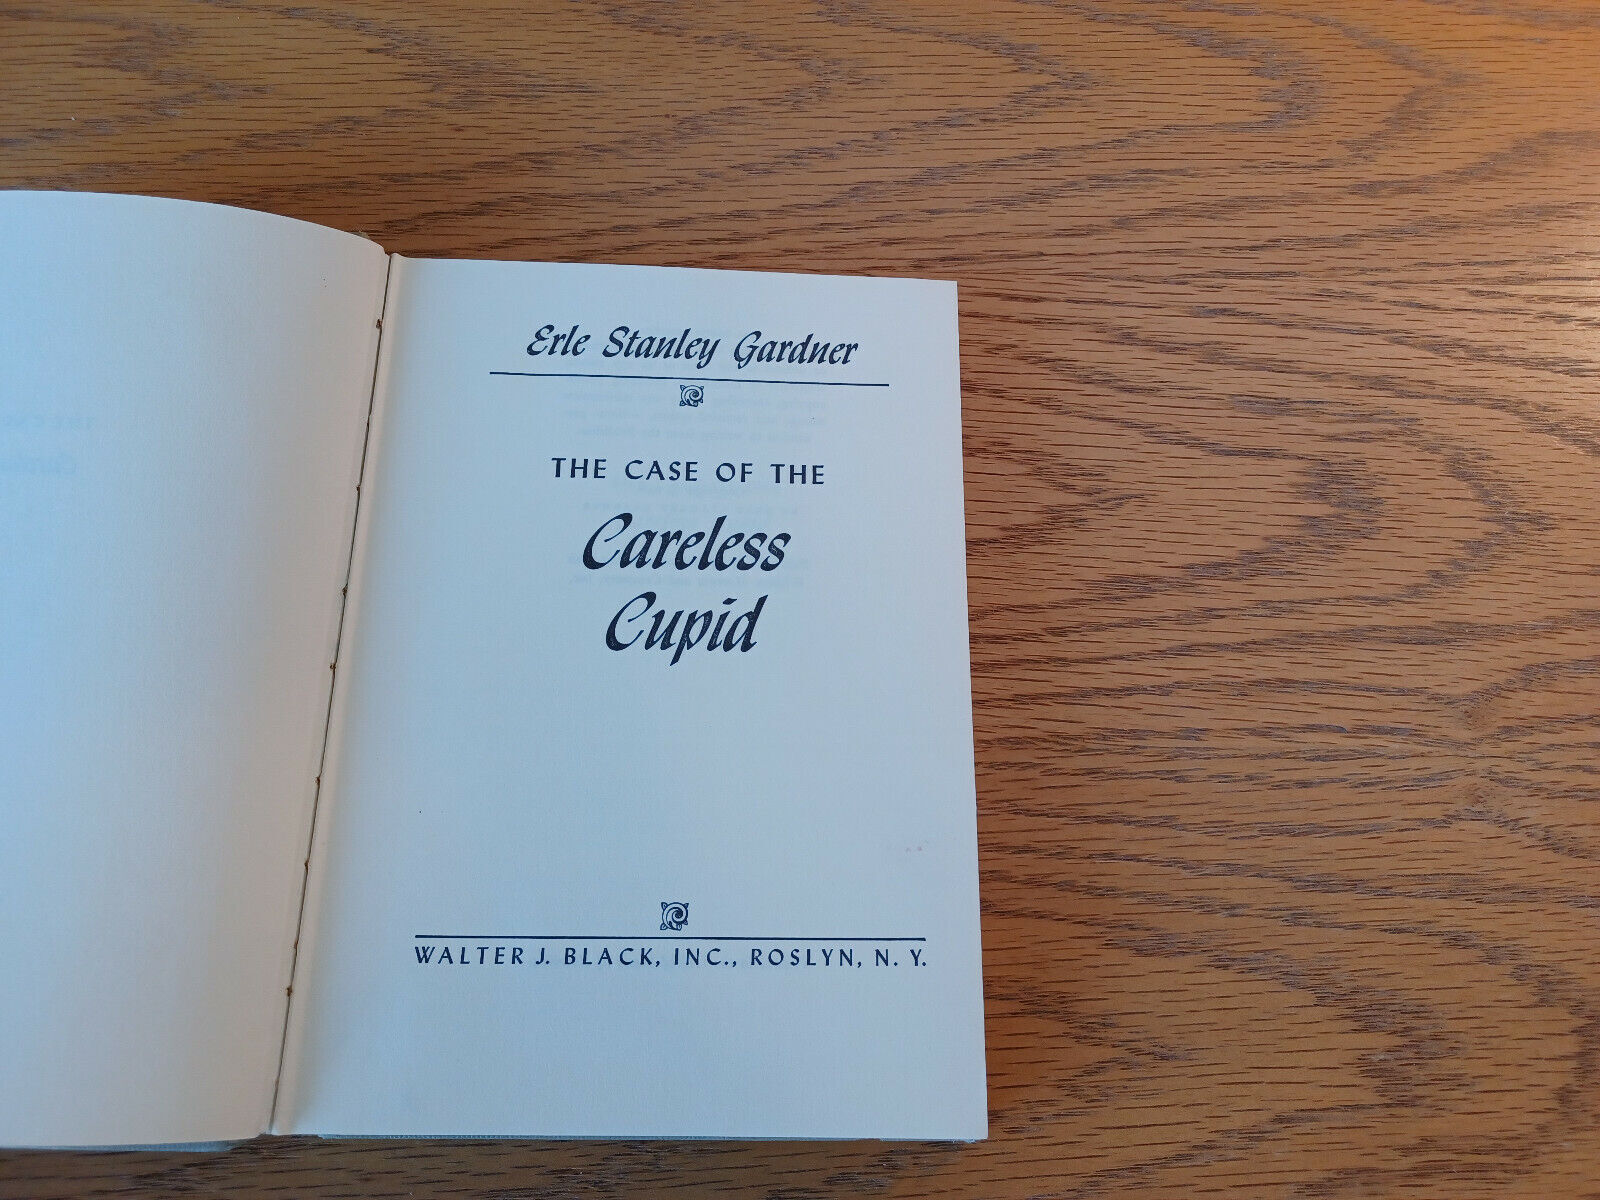 Erle Stanley Gardner
THE CASE OF THE
Careless
Cupid
WALTER J. BLACK, INC., ROSLYN, N. Y.